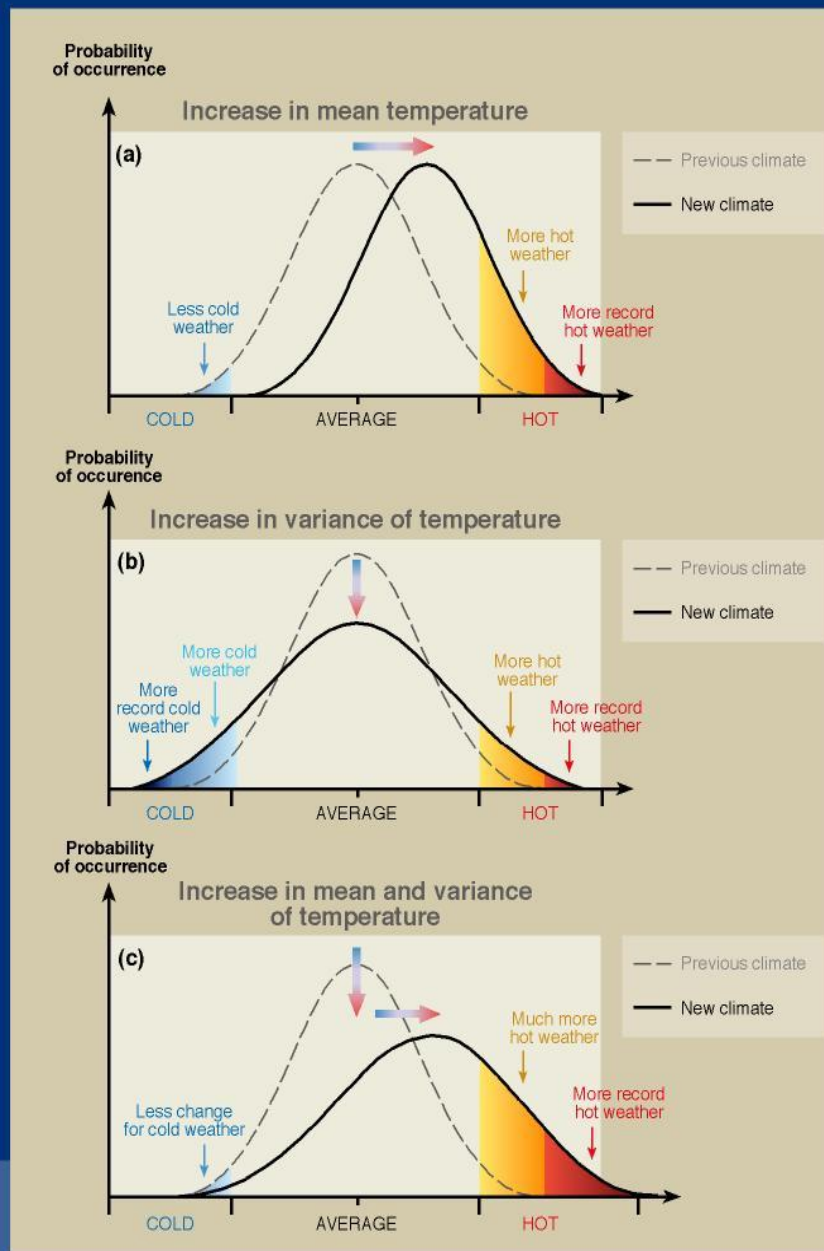 Probability
of occurrence
Increase in mean temperature
(a)
Previous climate
New climate
More hot
weather
Less cold
weather
More record
hot weather
COLD
AVERAGE
HOT
Probability
of occurence
Increase in variance of temperature
(b)
Previous climate
New climate
More cold
weather
More hot
weather
More
record cold
weather
More record
hot weather
COLD
AVERAGE
HOT
Probability
of occurrence
Increase in mean and variance
of temperature
(c)
Previous climate
New climate
Much more
hot weather
Less change
for cold weather
More record
hot weather
COLD
AVERAGE
HOT